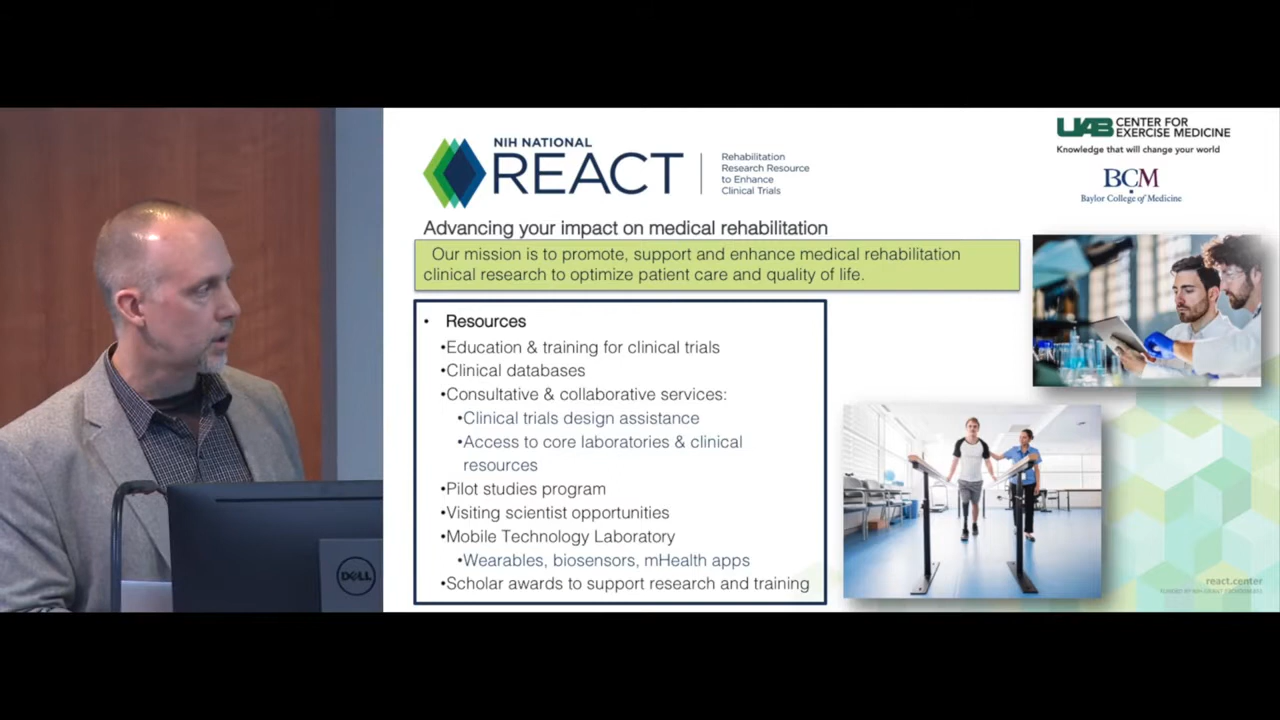 NIH NATIONAL
REACT
Rehabilitation
Research Resource
to Enhance
Clinical Trials
UAB CENTER FOR
EXERCISE MEDICINE
Knowledge that will change your world
BCM
Baylor College of Medicine
Advancing your impact on medical rehabilitation
Our mission is to promote, support and enhance medical rehabilitation
clinical research to optimize patient care and quality of life.
• Resources
•Education & training for clinical trials
•Clinical databases
•Consultative & collaborative services:
•Clinical trials design assistance
•Access to core laboratories & clinical
resources
•Pilot studies program
•Visiting scientist opportunities
•Mobile Technology Laboratory
•Wearables, biosensors, mHealth apps
•Scholar awards to support research and training
react.center
DELL